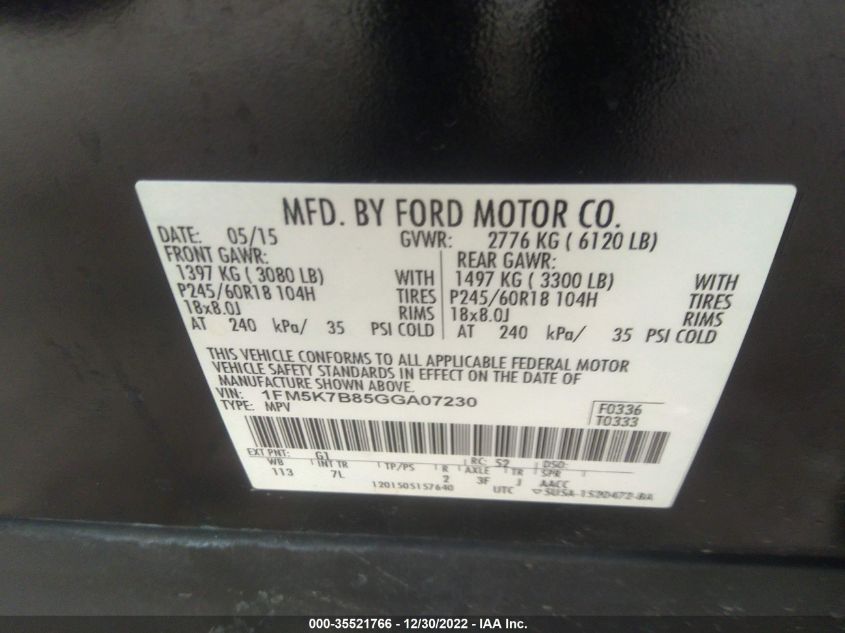 MFD. BY FORD MOTOR CO.
DATE: 05/15 GVWR: 2776 KG ( 6120 LB)
FRONT GAWR: REAR GAWR:
1397 KG ( 3080 LB) WITH 1497 KG ( 3300 LB) WITH
P245/60R18 104H TIRES P245/60R18 104H TIRES
18x8.0J RIMS 18x8.0J RIMS
AT 240 kPa/ 35 PSI COLD AT 240 kPa/ 35 PSI COLD
THIS VEHICLE CONFORMS TO ALL APPLICABLE FEDERAL MOTOR
VEHICLE SAFETY STANDARDS IN EFFECT ON THE DATE OF
MANUFACTURE SHOWN ABOVE.
VIN: 1FM5K7B85GGA07230
TYPE: MPV
F0336
T0333
EXT PNT: G1 RC: 52 DSO:
WB INT TR TP/PS R AXLE TR SPR
113 7L 2 3F J AACC
120150515764​0 UTC
000-35521766 - 12/30/2022 - IAA Inc.